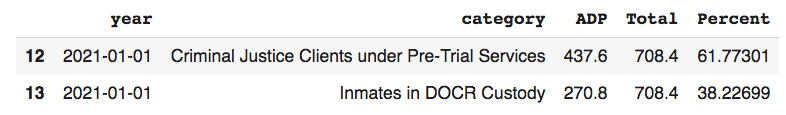 year category ADP Total Percent
12 2021-01-01 Criminal Justice Clients under Pre-Trial Services 437.6 708.4 61.77301
13 2021-01-01 Inmates in DOCR Custody 270.8 708.4 38.22699